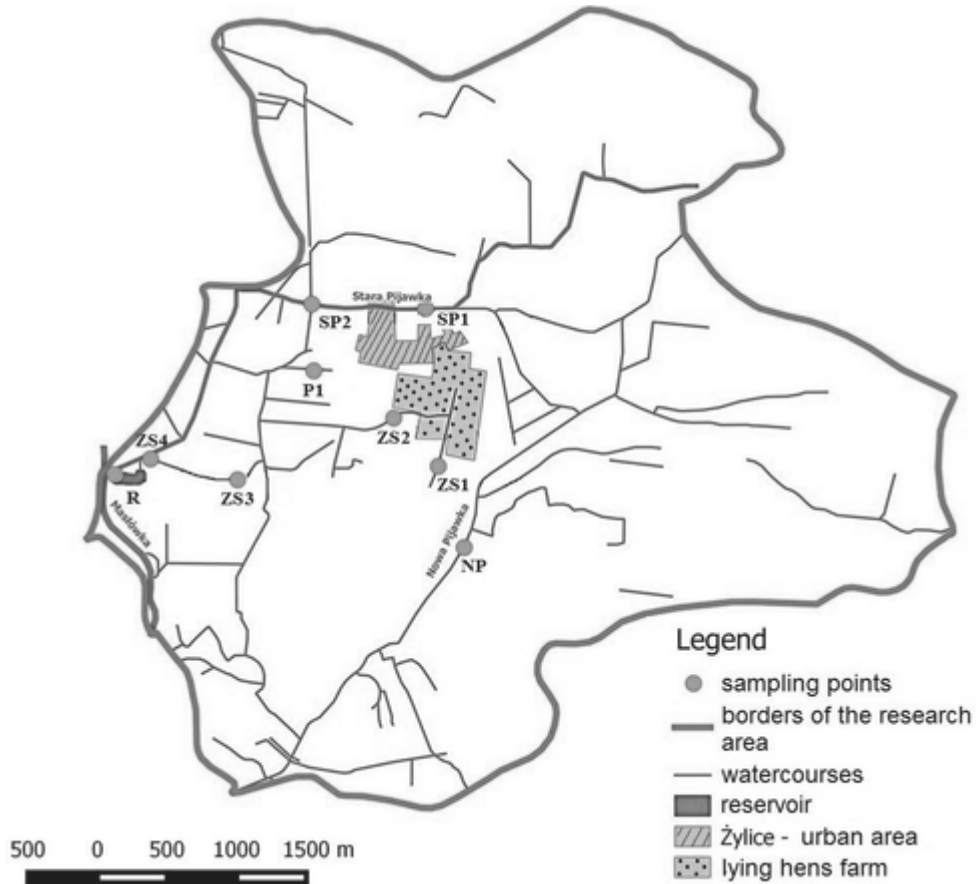 Stara Pijawka
SP2
SP1
P1
ZS2
ZS4
ZS1
R
ZS3
Masłówka
Nowa Pijawka
NP
Legend
sampling points
borders of the research
area
watercourses
reservoir
Żylice - urban area
lying hens farm
500 0 500 1000 1500 m